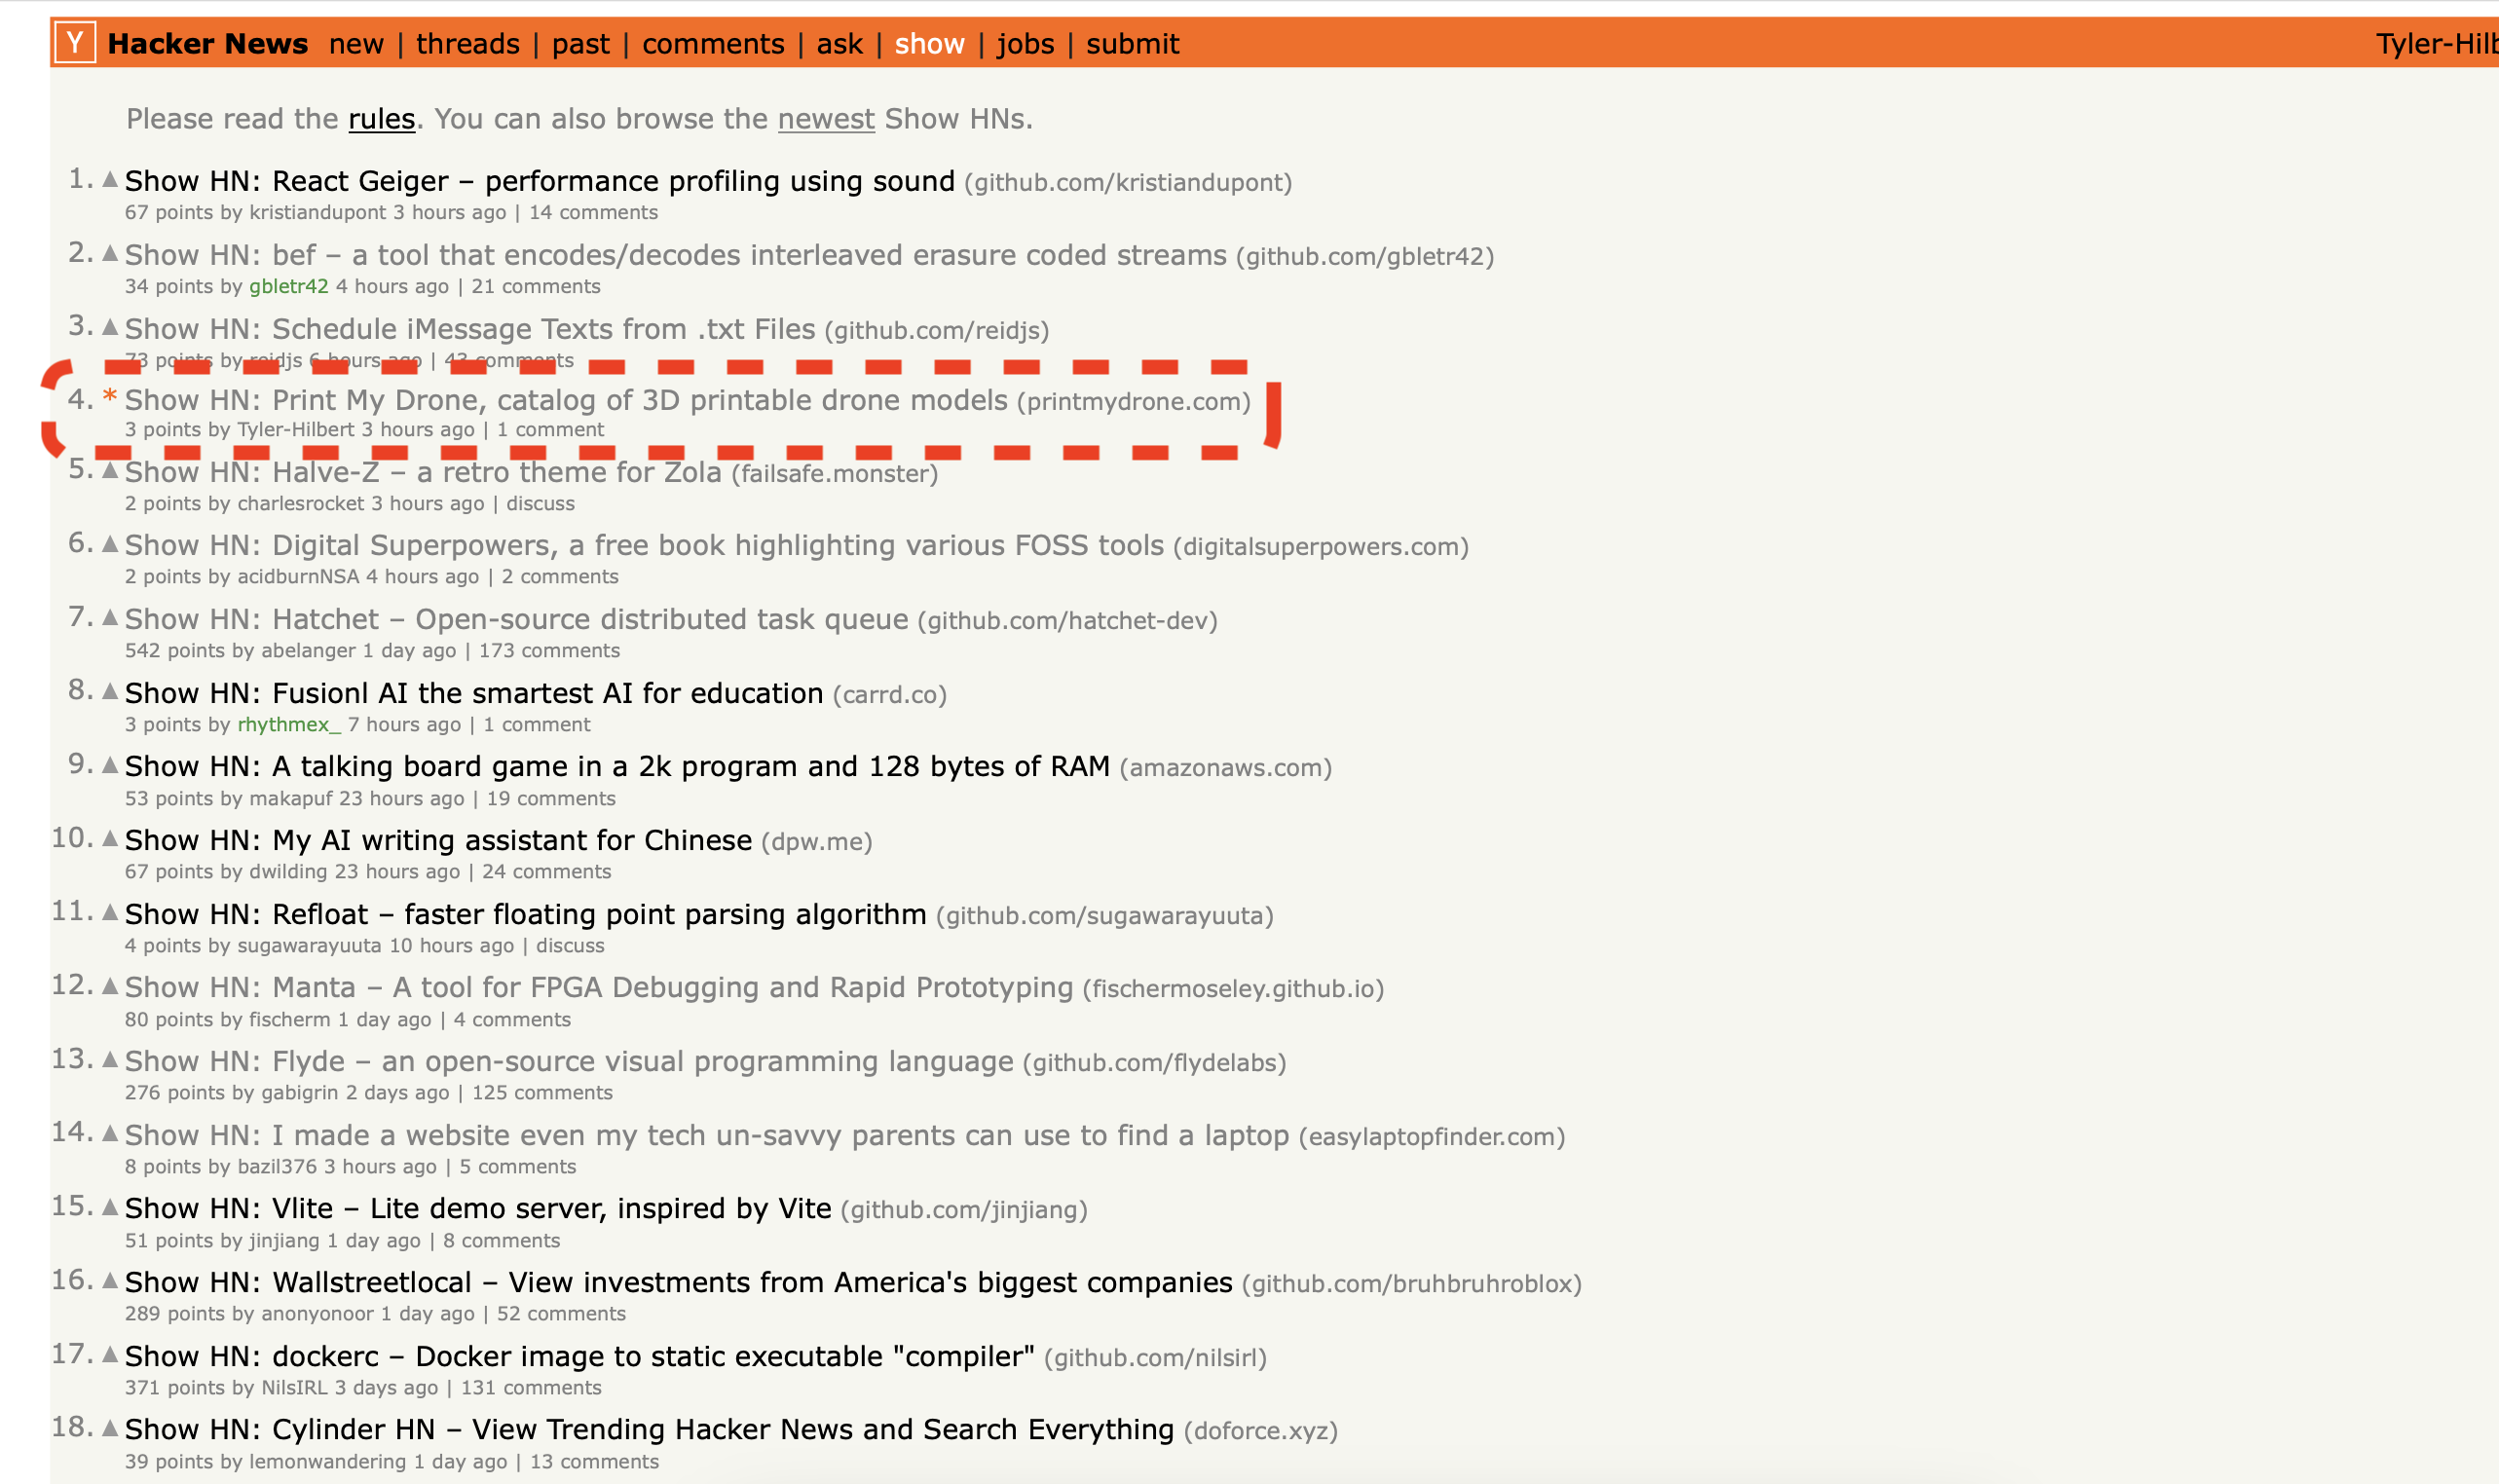 Y Hacker News new | threads | past | comments | ask | show | jobs | submit Tyler-Hilb
Please read the rules. You can also browse the newest Show HNs.
1. ▲ Show HN: React Geiger – performance profiling using sound (github.com/kristiandupont)
67 points by kristiandupont 3 hours ago | 14 comments
2. ▲ Show HN: bef – a tool that encodes/decodes interleaved erasure coded streams (github.com/gbletr42)
34 points by gbletr42 4 hours ago | 21 comments
3. ▲ Show HN: Schedule iMessage Texts from .txt Files (github.com/reidjs)
73 points by reidjs 6 hours ago | 43 comments
4. * Show HN: Print My Drone, catalog of 3D printable drone models (printmydrone.com)
3 points by Tyler-Hilbert 3 hours ago | 1 comment
5. ▲ Show HN: Halve-Z – a retro theme for Zola (failsafe.monster)
2 points by charlesrocket 3 hours ago | discuss
6. ▲ Show HN: Digital Superpowers, a free book highlighting various FOSS tools (digitalsuperpowers.com)
2 points by acidburnNSA 4 hours ago | 2 comments
7. ▲ Show HN: Hatchet – Open-source distributed task queue (github.com/hatchet-dev)
542 points by abelanger 1 day ago | 173 comments
8. ▲ Show HN: Fusionl AI the smartest AI for education (carrd.co)
3 points by rhythmex_ 7 hours ago | 1 comment
9. ▲ Show HN: A talking board game in a 2k program and 128 bytes of RAM (amazonaws.com)
53 points by makapuf 23 hours ago | 19 comments
10. ▲ Show HN: My AI writing assistant for Chinese (dpw.me)
67 points by dwilding 23 hours ago | 24 comments
11. ▲ Show HN: Refloat – faster floating point parsing algorithm (github.com/sugawarayuuta)
4 points by sugawarayuuta 10 hours ago | discuss
12. ▲ Show HN: Manta – A tool for FPGA Debugging and Rapid Prototyping (fischermoseley.github.io)
80 points by fischerm 1 day ago | 4 comments
13. ▲ Show HN: Flyde – an open-source visual programming language (github.com/flydelabs)
276 points by gabigrin 2 days ago | 125 comments
14. ▲ Show HN: I made a website even my tech un-savvy parents can use to find a laptop (easylaptopfinder.com)
8 points by bazil376 3 hours ago | 5 comments
15. ▲ Show HN: Vlite – Lite demo server, inspired by Vite (github.com/jinjiang)
51 points by jinjiang 1 day ago | 8 comments
16. ▲ Show HN: Wallstreetlocal – View investments from America's biggest companies (github.com/bruhbruhroblox)
289 points by anonyonoor 1 day ago | 52 comments
17. ▲ Show HN: dockerc – Docker image to static executable "compiler" (github.com/nilsirl)
371 points by NilsIRL 3 days ago | 131 comments
18. ▲ Show HN: Cylinder HN – View Trending Hacker News and Search Everything (doforce.xyz)
39 points by lemonwandering 1 day ago | 13 comments